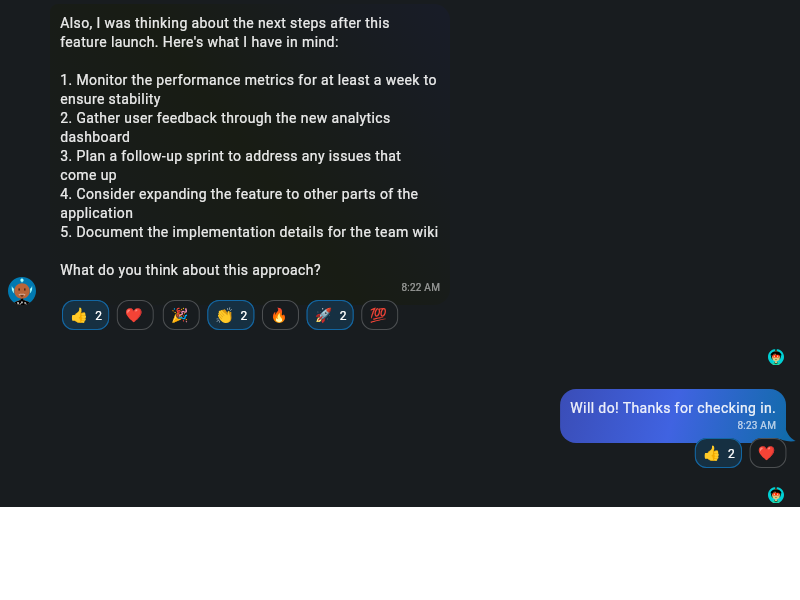 Also, I was thinking about the next steps after this
feature launch. Here's what I have in mind:
1. Monitor the performance metrics for at least a week to
ensure stability
2. Gather user feedback through the new analytics
dashboard
3. Plan a follow-up sprint to address any issues that
come up
4. Consider expanding the feature to other parts of the
application
5. Document the implementation details for the team wiki
What do you think about this approach?
8:22 AM
👍 2 ❤️ 🎉 👏 2 🔥 🚀 2 💯
Will do! Thanks for checking in.
8:23 AM
👍 2 ❤️